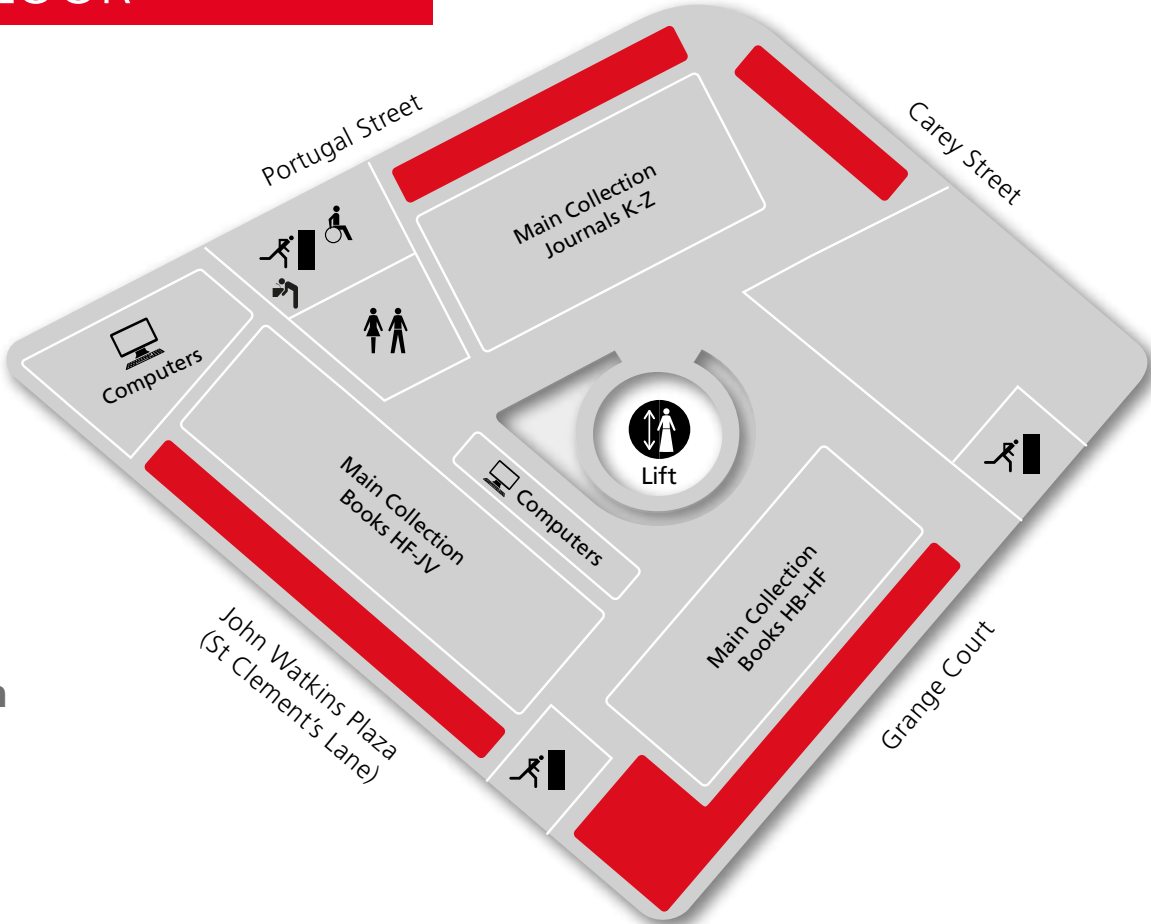 Portugal Street
Carey Street
Main Collection
Journals K-Z
Computers
Lift
Main Collection
Books HF-JV
Computers
Main Collection
Books HB-HF
John Watkins Plaza
(St Clement's Lane)
Grange Court